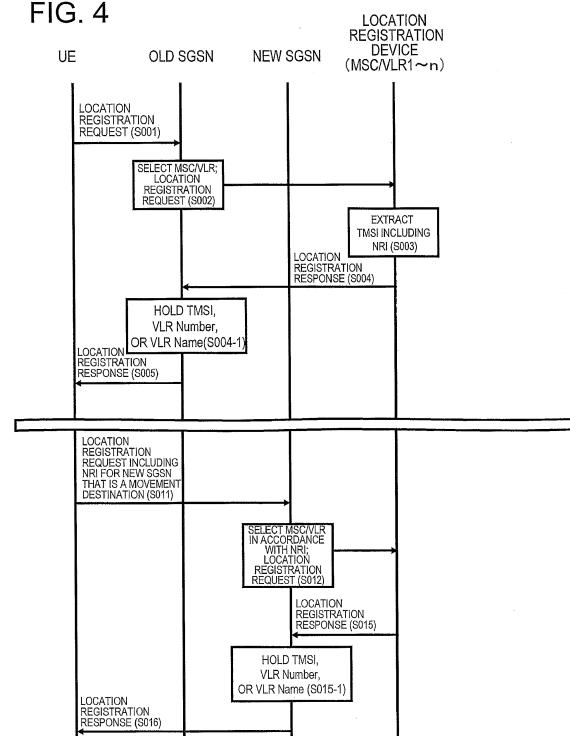 FIG. 4
UE
OLD SGSN
NEW SGSN
LOCATION
REGISTRATION
DEVICE
(MSC/VLR1～n)
LOCATION
REGISTRATION
REQUEST (S001)
SELECT MSC/VLR;
LOCATION
REGISTRATION
REQUEST (S002)
EXTRACT
TMSI INCLUDING
NRI (S003)
LOCATION
REGISTRATION
RESPONSE (S004)
HOLD TMSI,
VLR Number,
OR VLR Name(S004-1)
LOCATION
REGISTRATION
RESPONSE (S005)
LOCATION
REGISTRATION
REQUEST INCLUDING
NRI FOR NEW SGSN
THAT IS A MOVEMENT
DESTINATION (S011)
SELECT MSC/VLR
IN ACCORDANCE
WITH NRI;
LOCATION
REGISTRATION
REQUEST (S012)
LOCATION
REGISTRATION
RESPONSE (S015)
HOLD TMSI,
VLR Number,
OR VLR Name (S015-1)
LOCATION
REGISTRATION
RESPONSE (S016)